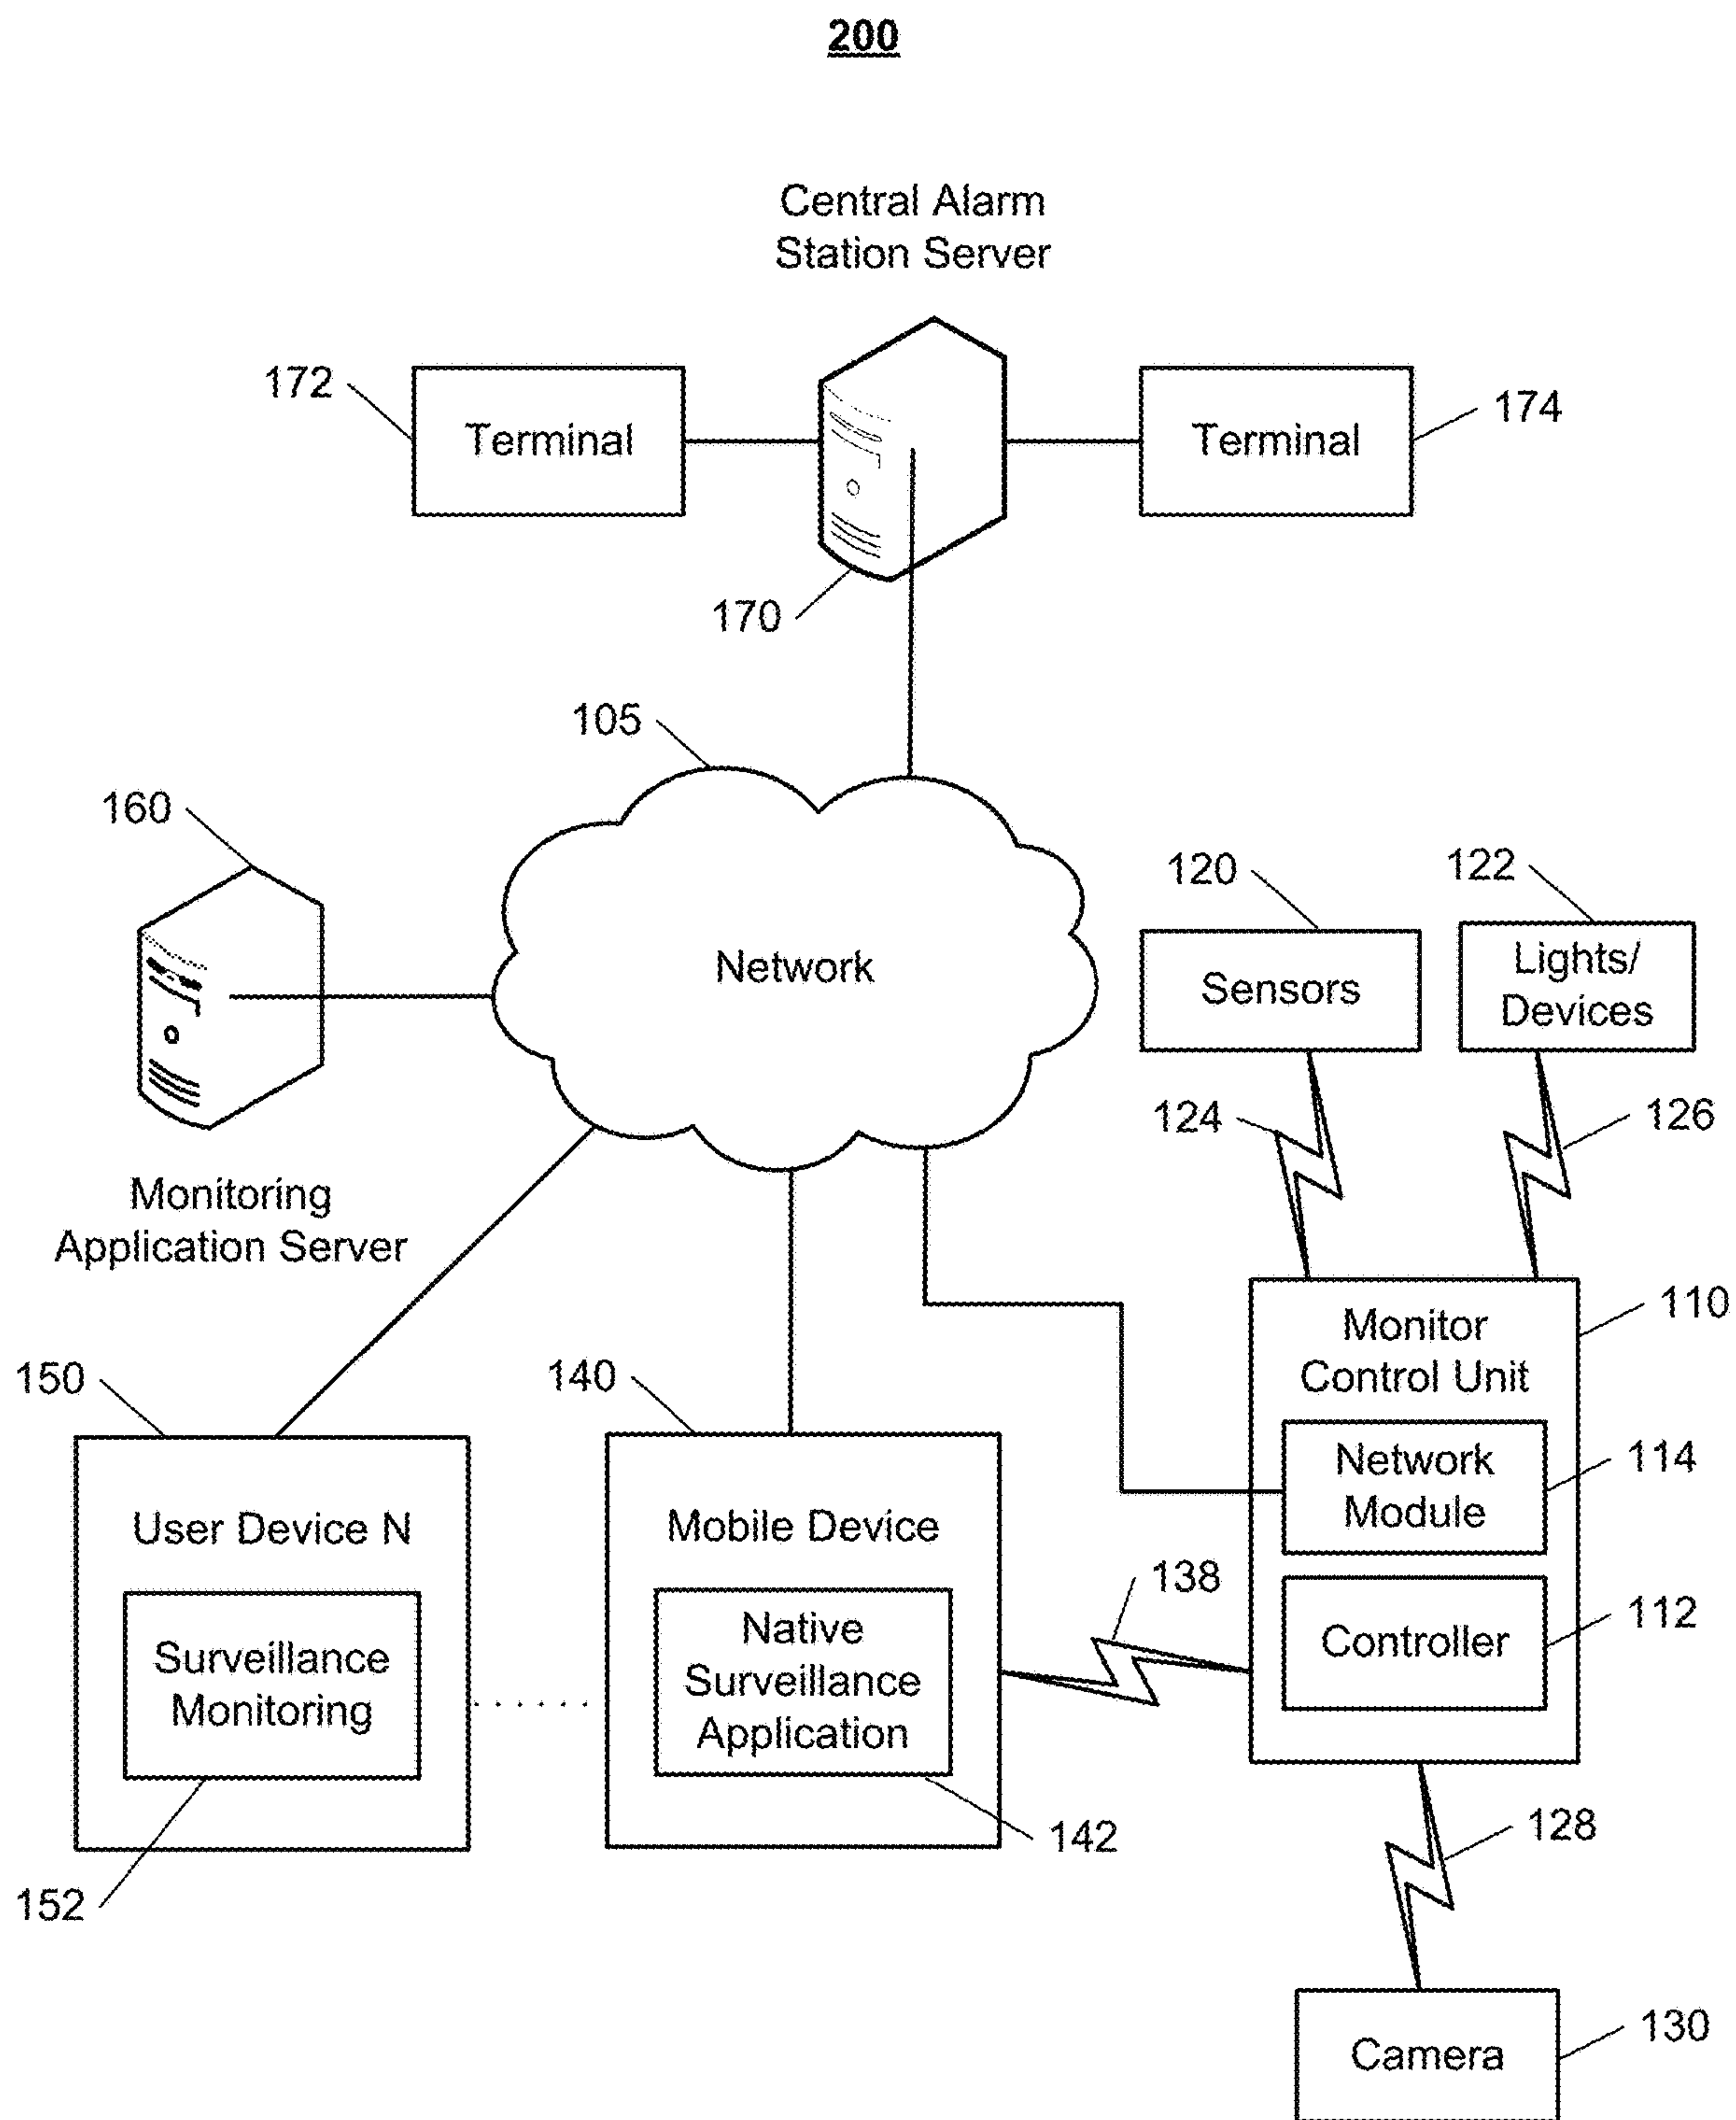 200
Central Alarm
Station Server
172
Terminal
Terminal
174
170
105
160
Network
120
122
Sensors
Lights/
Devices
124
126
Monitoring
Application Server
110
Monitor
Control Unit
150
140
Network
Module
114
User Device N
Mobile Device
138
112
Controller
Surveillance
Monitoring
Native
Surveillance
Application
142
128
152
130
Camera